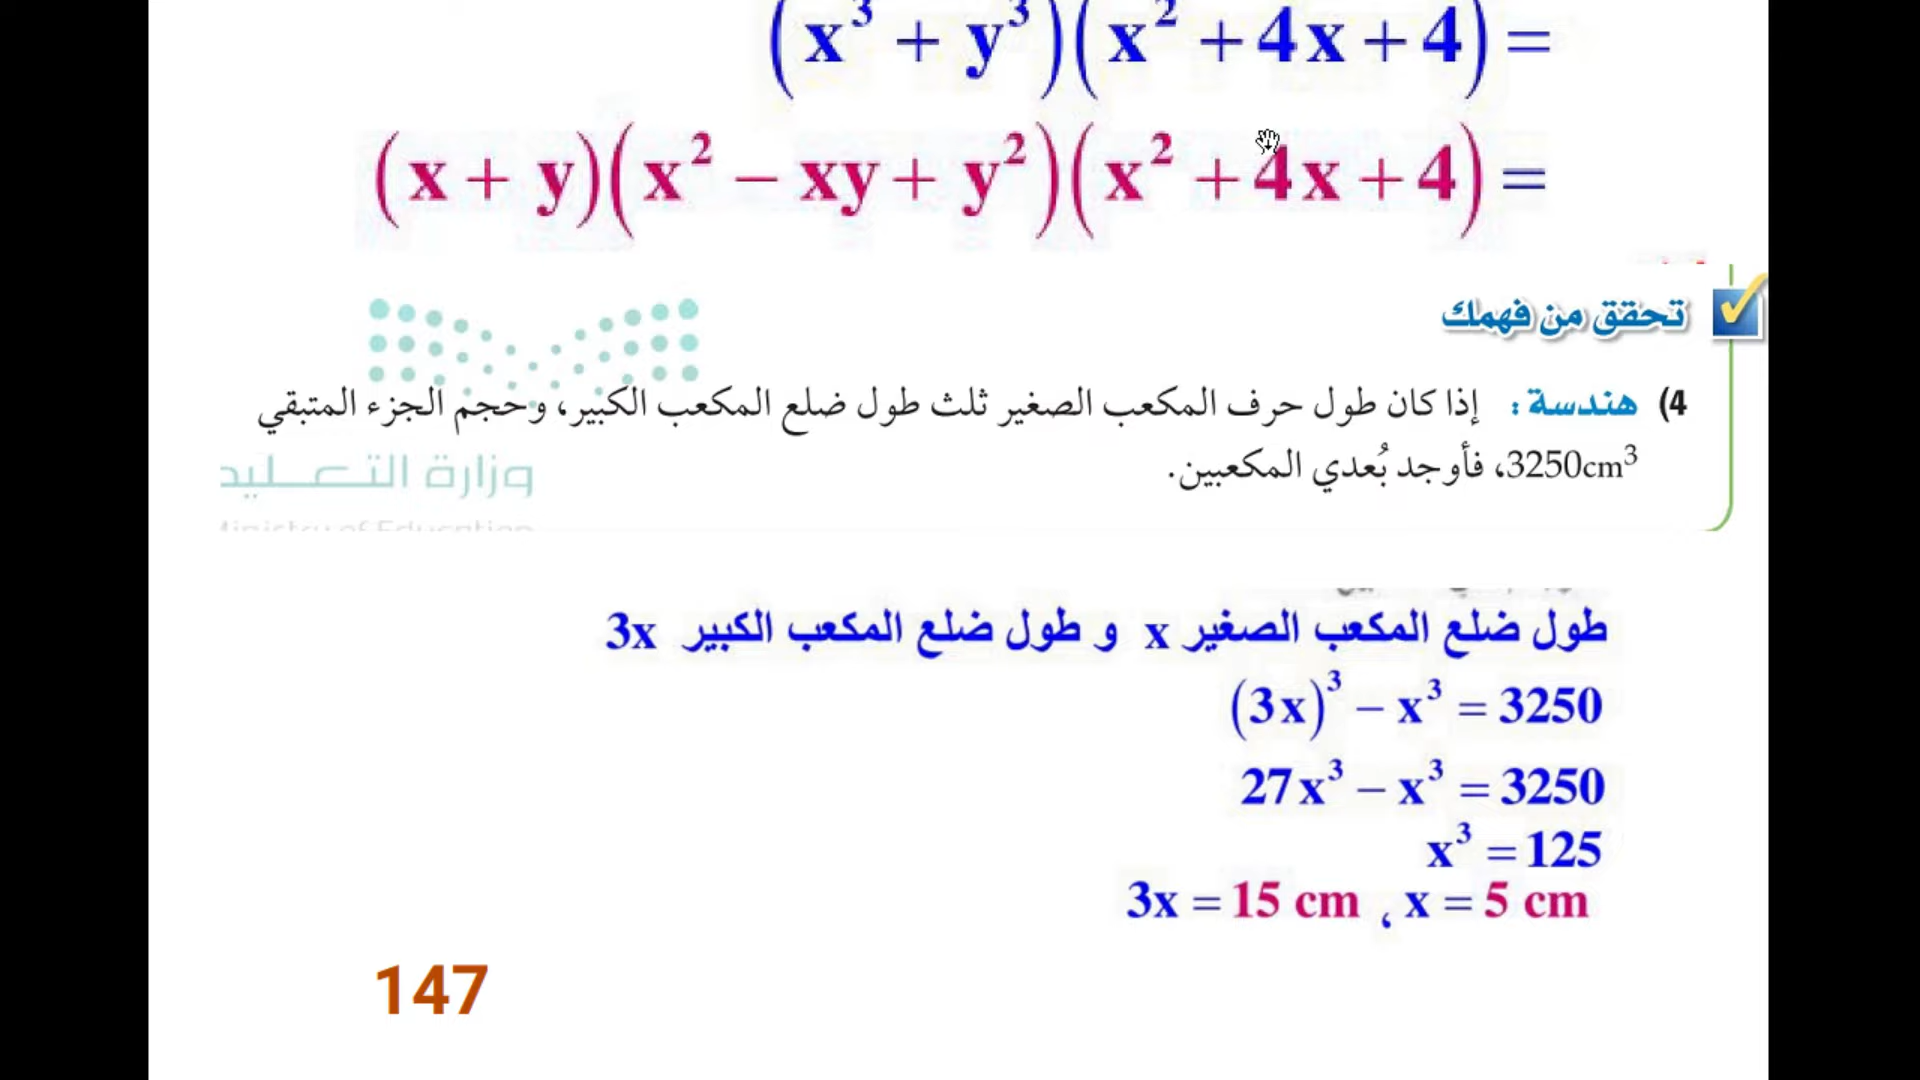 (x³ + y³)(x² + 4x + 4) =
(x + y)(x² − xy + y²)(x² + 4x + 4) =
تحقق من فهمك
4) هندسة : إذا كان طول حرف المكعب الصغير ثلث طول ضلع المكعب الكبير، وحجم الجزء المتبقي
3250cm³، فأوجد بُعدي المكعبين.
وزارة التعليم
Ministry of Education
طول ضلع المكعب الصغير x و طول ضلع المكعب الكبير 3x
(3x)³ − x³ = 3250
27x³ − x³ = 3250
x³ = 125
3x = 15 cm ، x = 5 cm
147